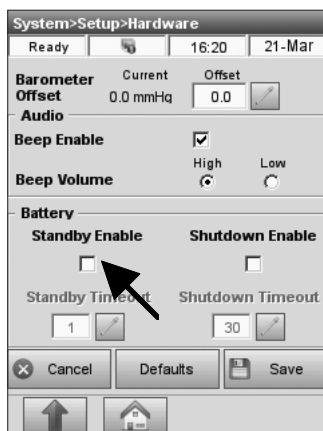 System>Setup>Hardware
Ready 16:20 21-Mar
Current Offset
Barometer Offset 0.0 mmHg 0.0
Audio
Beep Enable
High Low
Beep Volume
Battery
Standby Enable Shutdown Enable
Standby Timeout Shutdown Timeout
1 30
Cancel Defaults Save